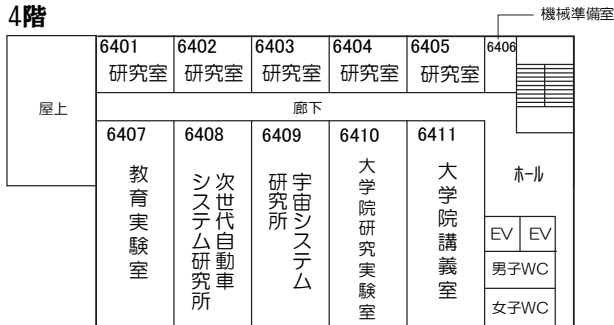 4階
機械準備室
6401
研究室
6402
研究室
6403
研究室
6404
研究室
6405
研究室
6406
屋上
廊下
6407
教育実験室
6408
次世代自動車
システム研究所
6409
宇宙システム
研究所
6410
大学院研究実験室
6411
大学院講義室
ホール
EV
EV
男子WC
女子WC